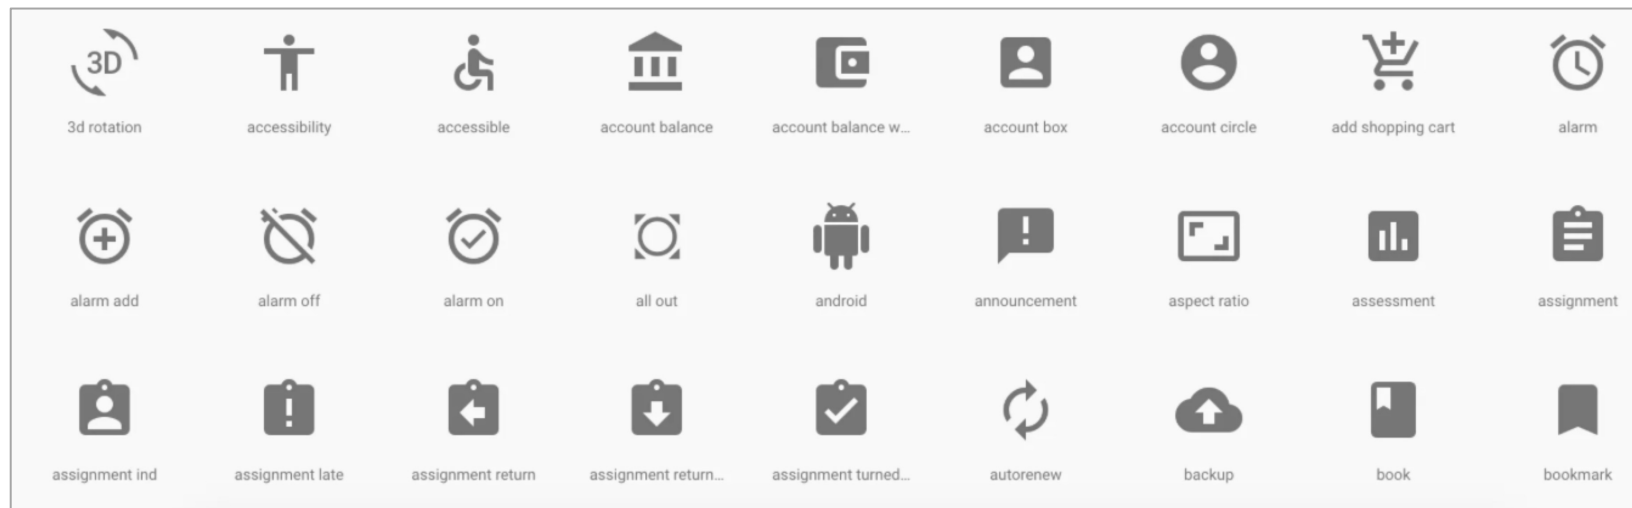 3D
3d rotation accessibility accessible account balance account balance w... account box account circle add shopping cart alarm
alarm add alarm off alarm on all out android announcement aspect ratio assessment assignment
assignment ind assignment late assignment return assignment return... assignment turned... autorenew backup book bookmark